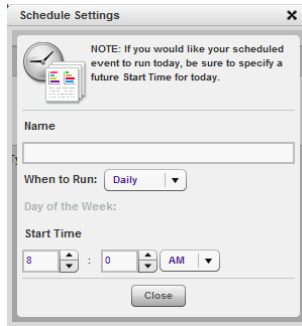 Schedule Settings
NOTE: If you would like your scheduled
event to run today, be sure to specify a
future Start Time for today.
Name
When to Run: Daily
Day of the Week:
Start Time
8 : 0 AM
Close